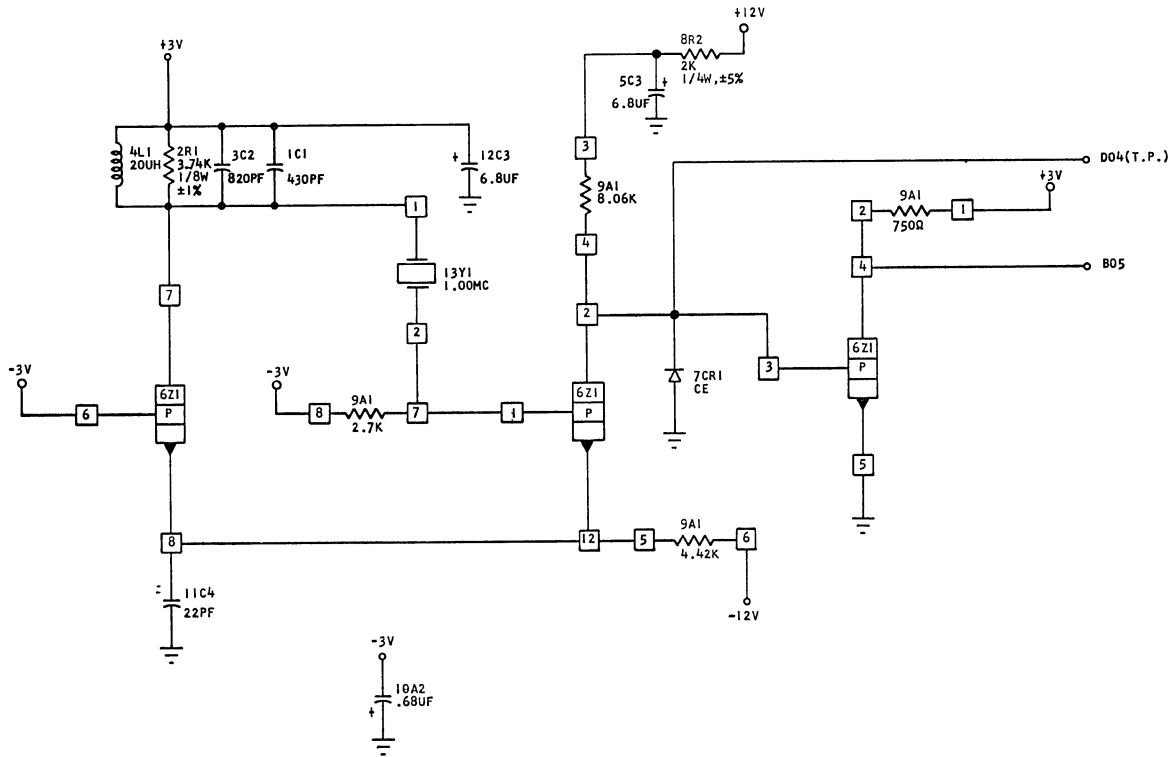 +12V
8R2
2K
1/4W,±5%
+3V
5C3
+
6.8UF
4L1
20UH
2R1
3.74K
1/8W
±1%
3C2
820PF
1C1
430PF
+
12C3
6.8UF
3
9A1
8.06K
4
D04(T.P.)
+3V
2
9A1
750Ω
1
4
B05
1
13Y1
1.00MC
2
7
2
6Z1
P
3
7CR1
CE
-3V
6
6Z1
P
-3V
8
9A1
2.7K
7
1
6Z1
P
5
8
12
5
9A1
4.42K
6
-12V
11C4
22PF
-3V
10A2
.68UF
+